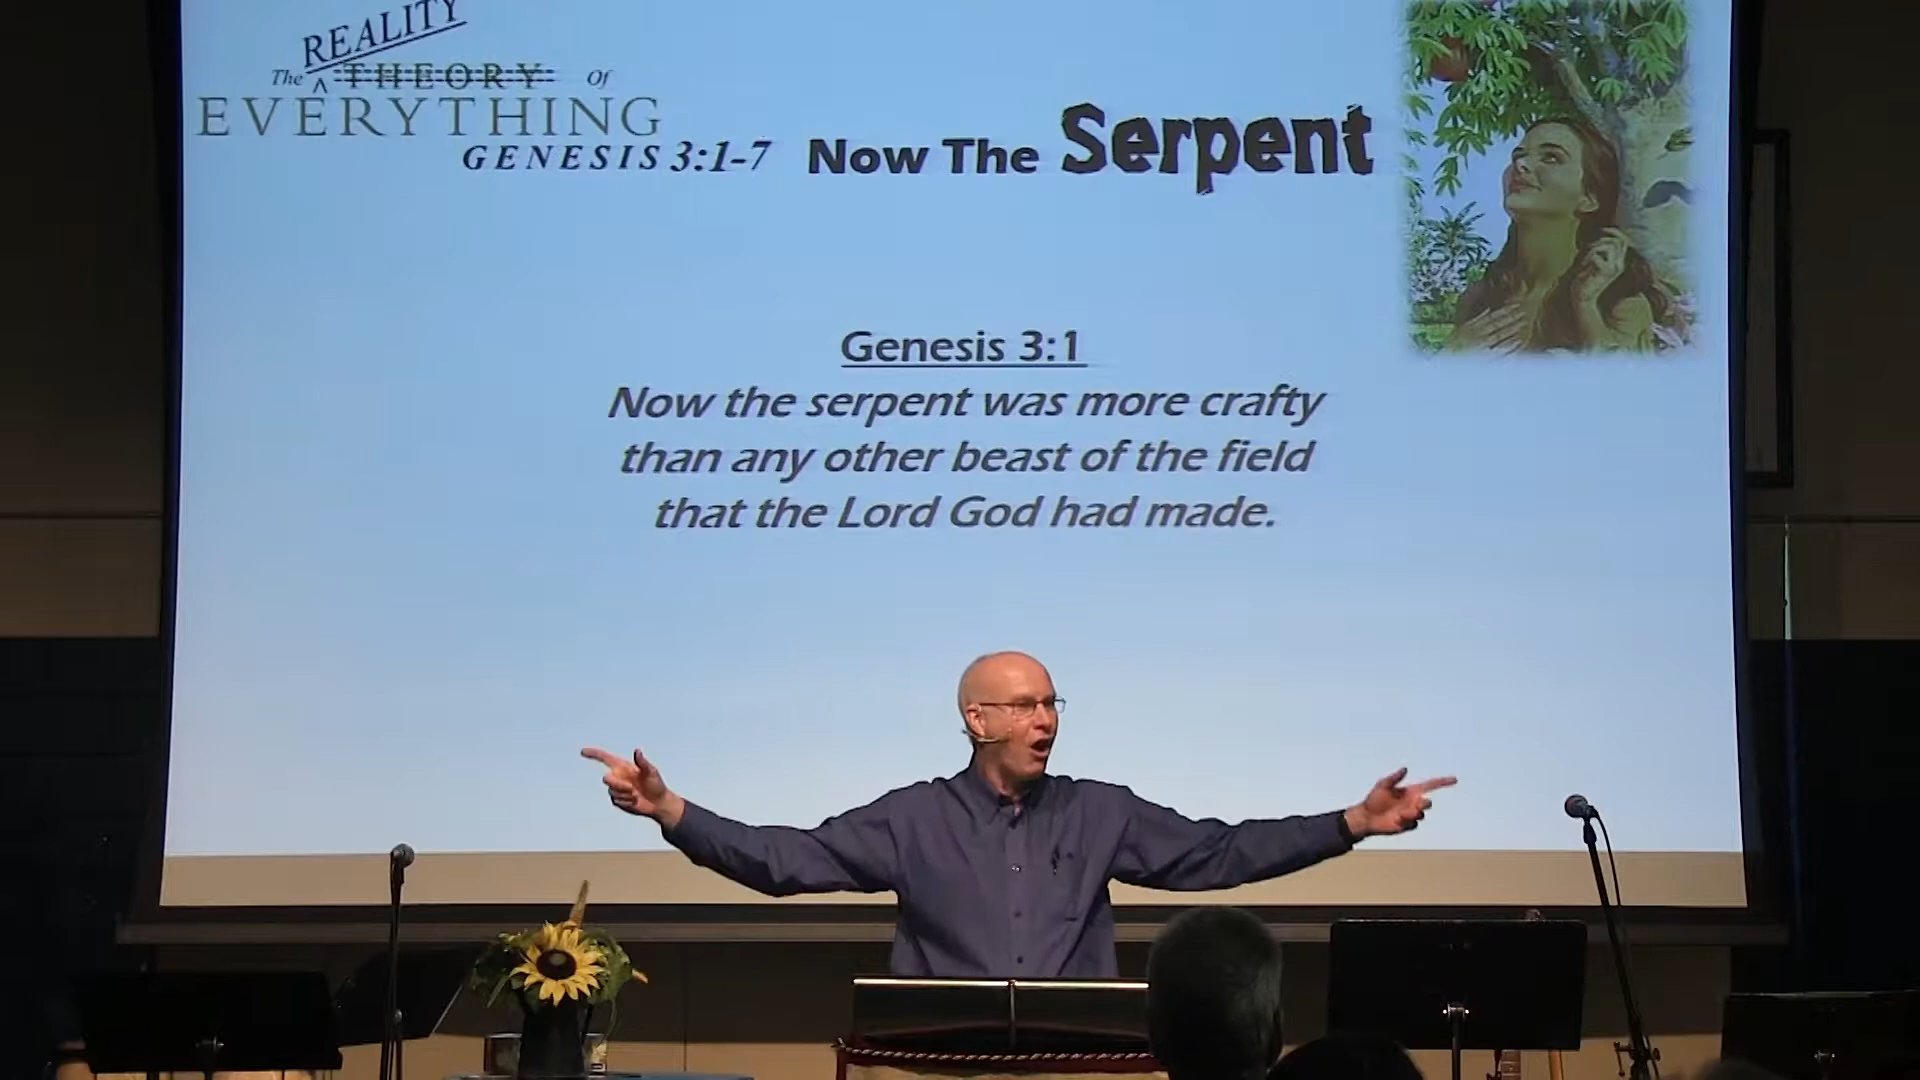 REALITY
The ^ THEORY Of
EVERYTHING
GENESIS 3:1-7 Now The Serpent
Genesis 3:1
Now the serpent was more crafty
than any other beast of the field
that the Lord God had made.